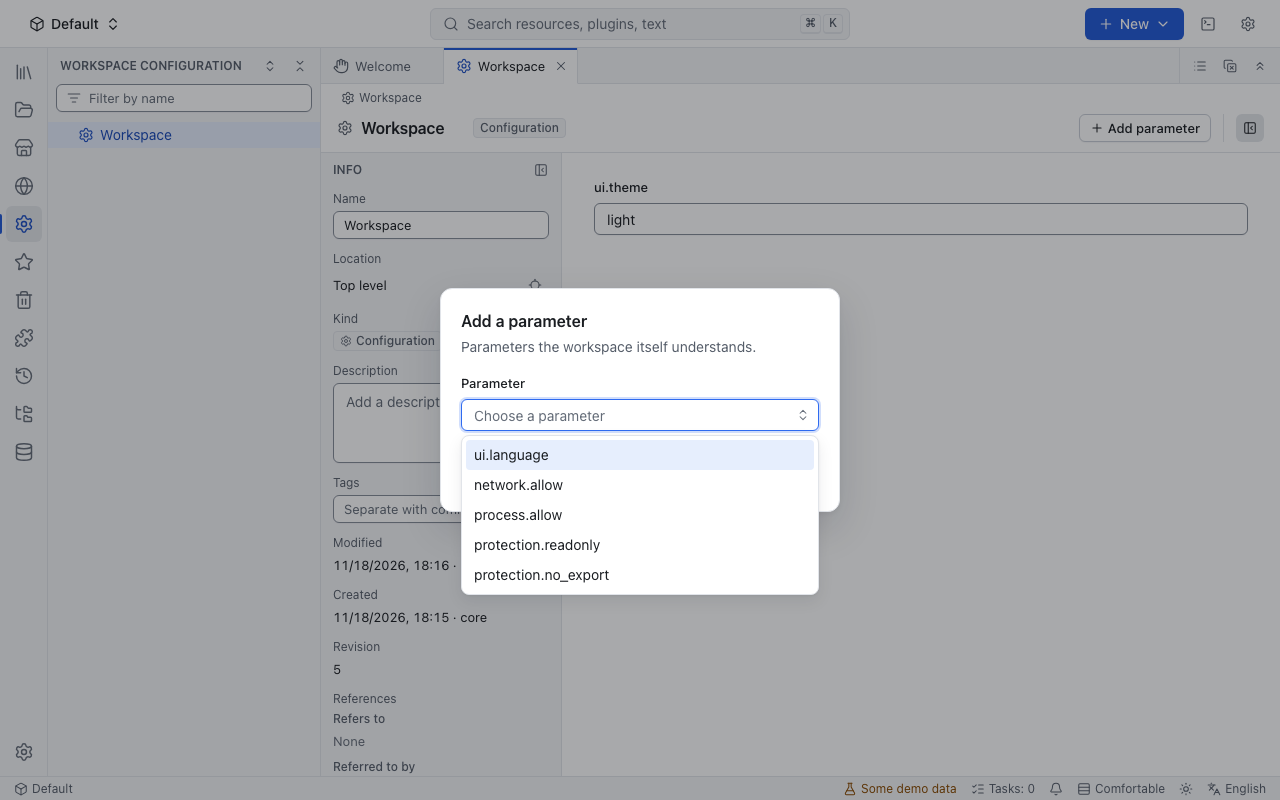 Default
Search resources, plugins, text
⌘ K
New
WORKSPACE CONFIGURATION
Filter by name
Workspace
Welcome
Workspace
Workspace
Workspace
Configuration
Add parameter
INFO
Name
Workspace
Location
Top level
Kind
Configuration
Description
Add a descript
Tags
Separate with com
Modified
11/18/2026, 18:16 ·
Created
11/18/2026, 18:15 · core
Revision
5
References
Refers to
None
Referred to by
ui.theme
light
Add a parameter
Parameters the workspace itself understands.
Parameter
Choose a parameter
ui.language
network.allow
process.allow
protection.readonly
protection.no_export
Default
Some demo data
Tasks: 0
Comfortable
English